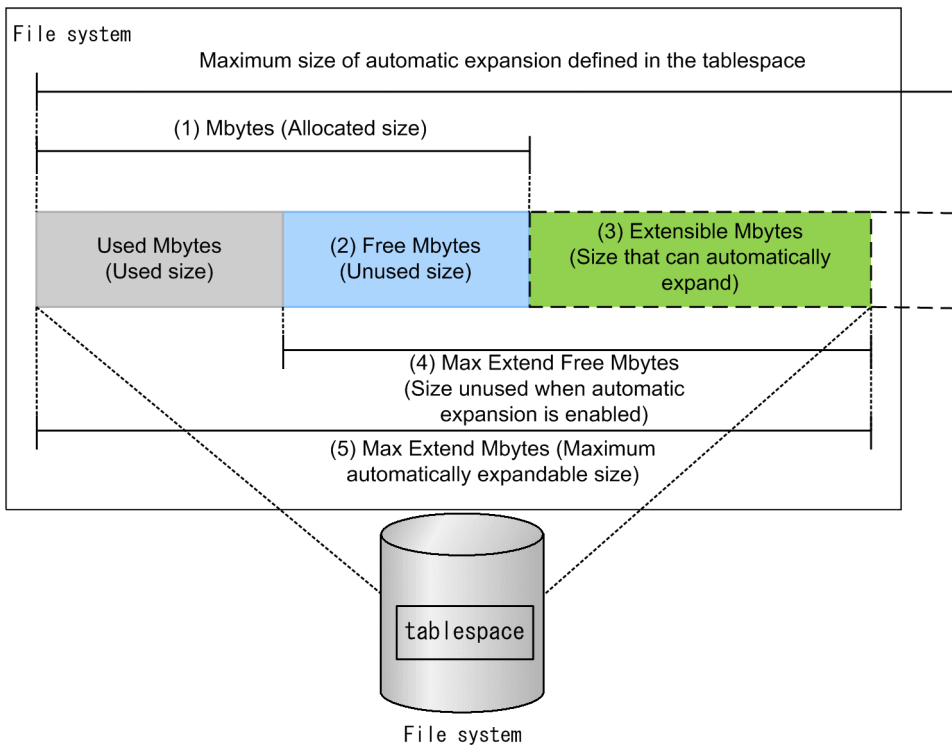 File system
Maximum size of automatic expansion defined in the tablespace
(1) Mbytes (Allocated size)
Used Mbytes
(Used size)
(2) Free Mbytes
(Unused size)
(3) Extensible Mbytes
(Size that can automatically
expand)
(4) Max Extend Free Mbytes
(Size unused when automatic
expansion is enabled)
(5) Max Extend Mbytes (Maximum
automatically expandable size)
tablespace
File system